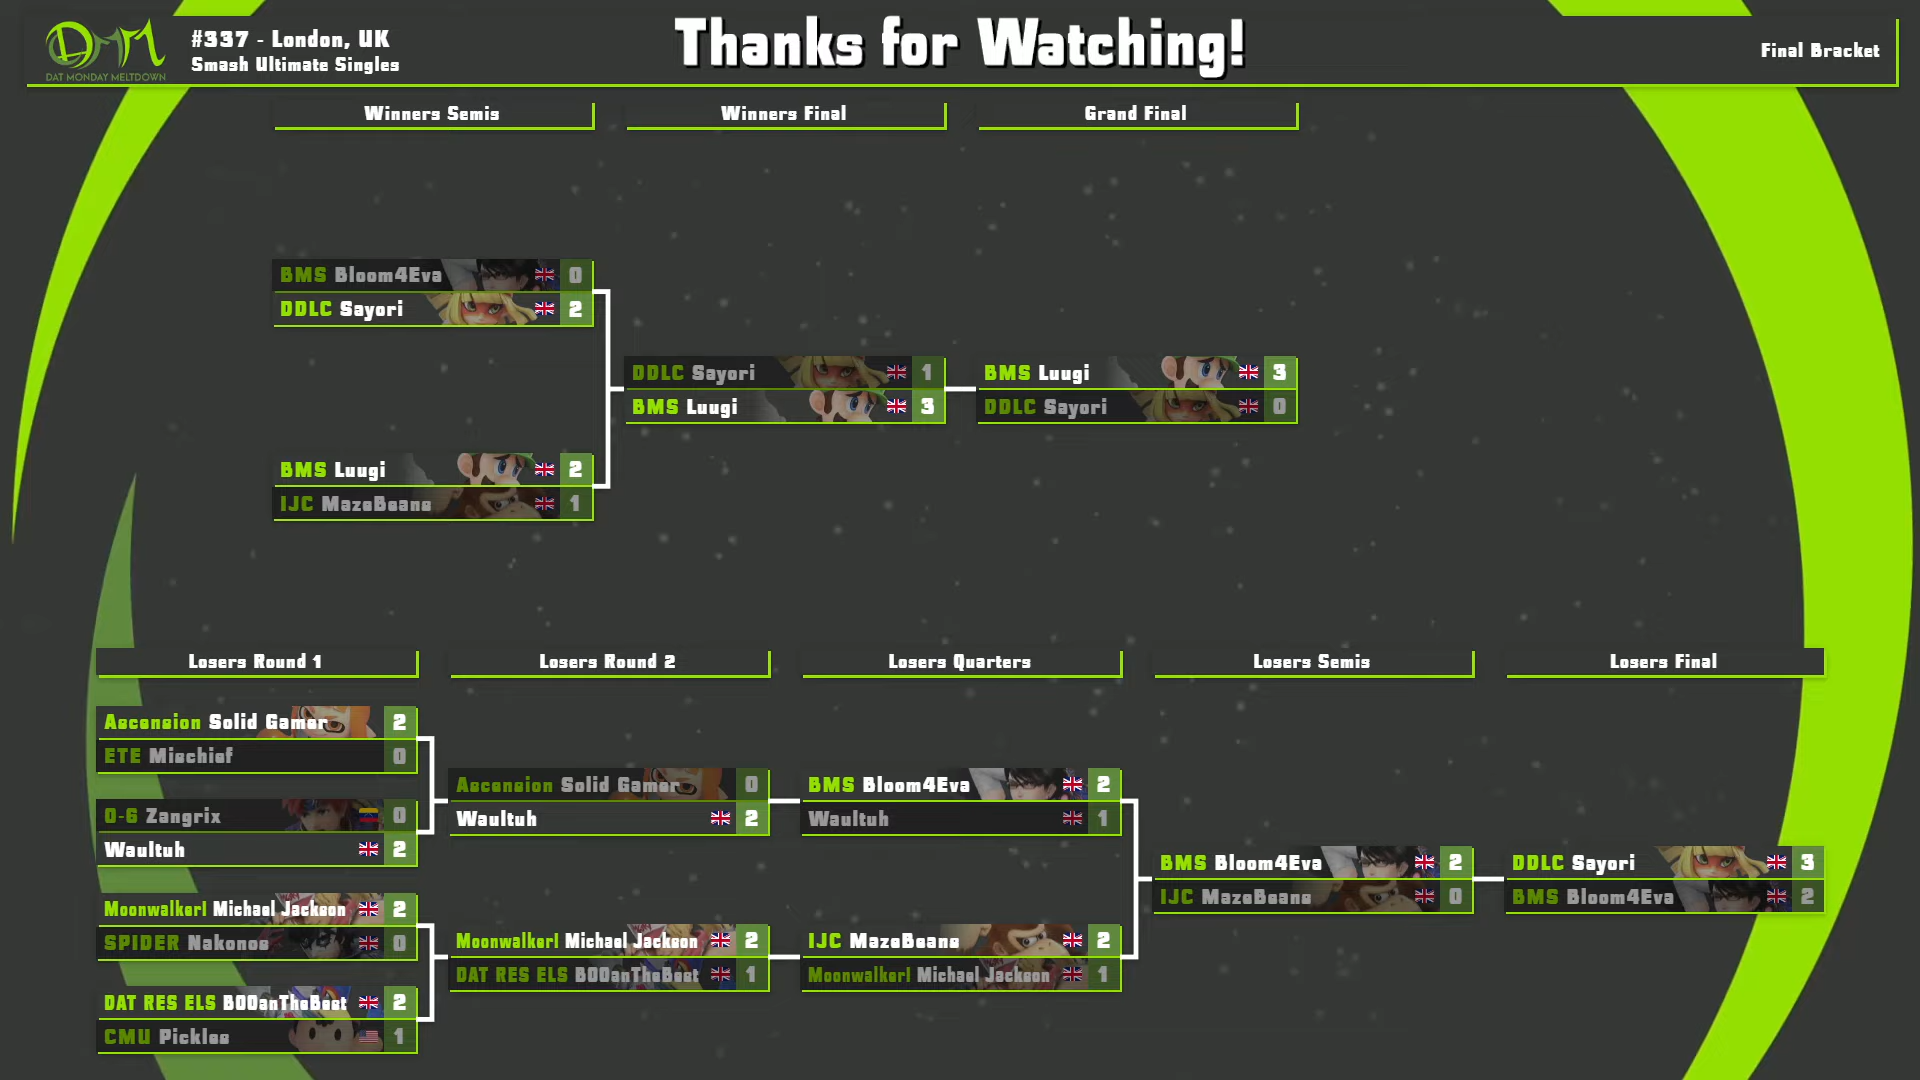 DMM
DAT MONDAY MELTDOWN
#337 - London, UK
Smash Ultimate Singles
Thanks for Watching!
Final Bracket
Winners Semis
Winners Final
Grand Final
BMS Bloom4Eva 0
DDLC Sayori 2
BMS Luugi 2
IJC MazeBeans 1
DDLC Sayori 1
BMS Luugi 3
BMS Luugi 3
DDLC Sayori 0
Losers Round 1
Losers Round 2
Losers Quarters
Losers Semis
Losers Final
Ascension Solid Gamer 2
ETE Mischief 0
0-6 Zangrix 0
Waultuh 2
Moonwalker! Michael Jackson 2
SPIDER Nakonos 0
DAT RES ELS BOOanTheBest 2
CMU Pickles 1
Ascension Solid Gamer 0
Waultuh 2
Moonwalker! Michael Jackson 2
DAT RES ELS BOOanTheBest 1
BMS Bloom4Eva 2
Waultuh 1
IJC MazeBeans 2
Moonwalker! Michael Jackson 1
BMS Bloom4Eva 2
IJC MazeBeans 0
DDLC Sayori 3
BMS Bloom4Eva 2